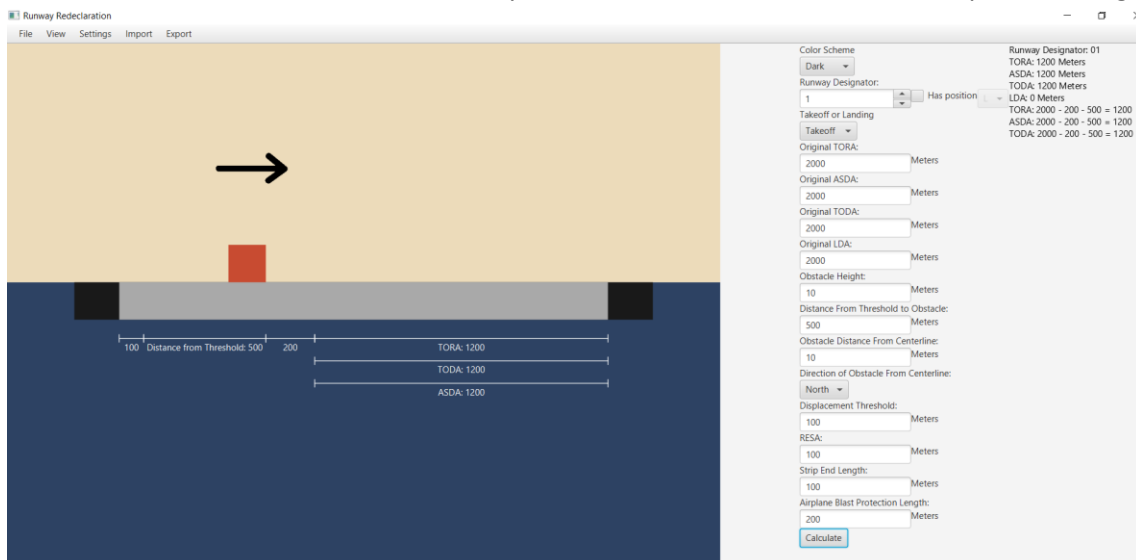 Runway Redeclaration
File View Settings Import Export
Color Scheme
Dark
Runway Designator:
1 Has position
Takeoff or Landing
Takeoff
Original TORA:
2000 Meters
Original ASDA:
2000 Meters
Original TODA:
2000 Meters
Original LDA:
2000 Meters
Obstacle Height:
10 Meters
Distance From Threshold to Obstacle:
500 Meters
Obstacle Distance From Centerline:
10 Meters
Direction of Obstacle From Centerline:
North
Displacement Threshold:
100 Meters
RESA:
100 Meters
Strip End Length:
100 Meters
Airplane Blast Protection Length:
200 Meters
Calculate
Runway Designator: 01
TORA: 1200 Meters
ASDA: 1200 Meters
TODA: 1200 Meters
LDA: 0 Meters
TORA: 2000 - 200 - 500 = 1200
ASDA: 2000 - 200 - 500 = 1200
TODA: 2000 - 200 - 500 = 1200
100 Distance from Threshold: 500 200 TORA: 1200
TODA: 1200
ASDA: 1200